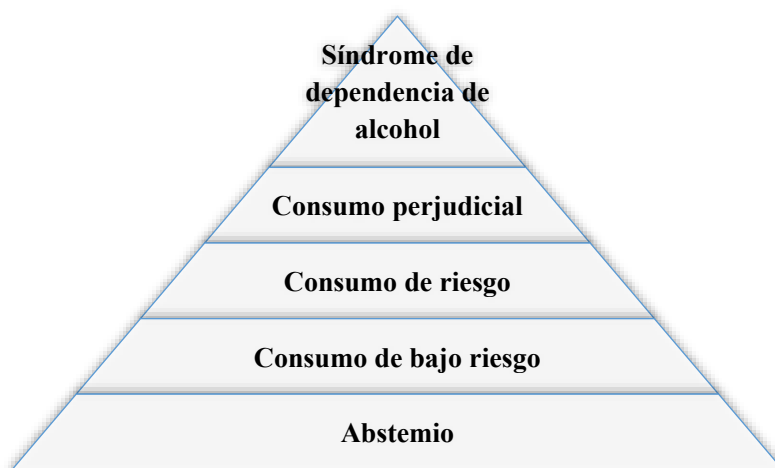 Síndrome de
dependencia de
alcohol
Consumo perjudicial
Consumo de riesgo
Consumo de bajo riesgo
Abstemio